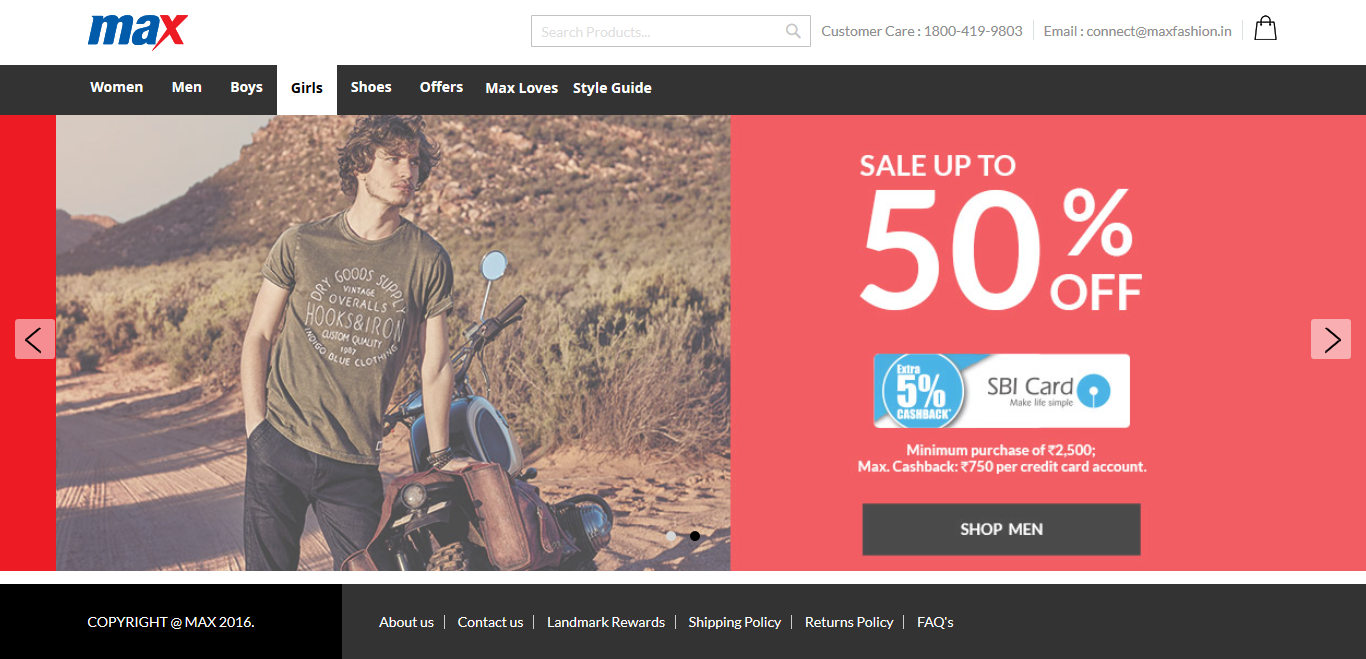 max
Search Products...
Customer Care : 1800-419-9803
Email : connect@maxfashion.in
Women Men Boys Girls Shoes Offers Max Loves Style Guide
DRY GOODS SUPPLY
VINTAGE
OVERALLS
HOOKS&IRON
CUSTOM QUALITY
1987
INDIGO BLUE CLOTHING
SALE UP TO
50%
OFF
Extra
5%
CASHBACK*
SBI Card
Make life simple
Minimum purchase of ₹2,500;
Max. Cashback: ₹750 per credit card account.
SHOP MEN
COPYRIGHT @ MAX 2016.
About us | Contact us | Landmark Rewards | Shipping Policy | Returns Policy | FAQ's